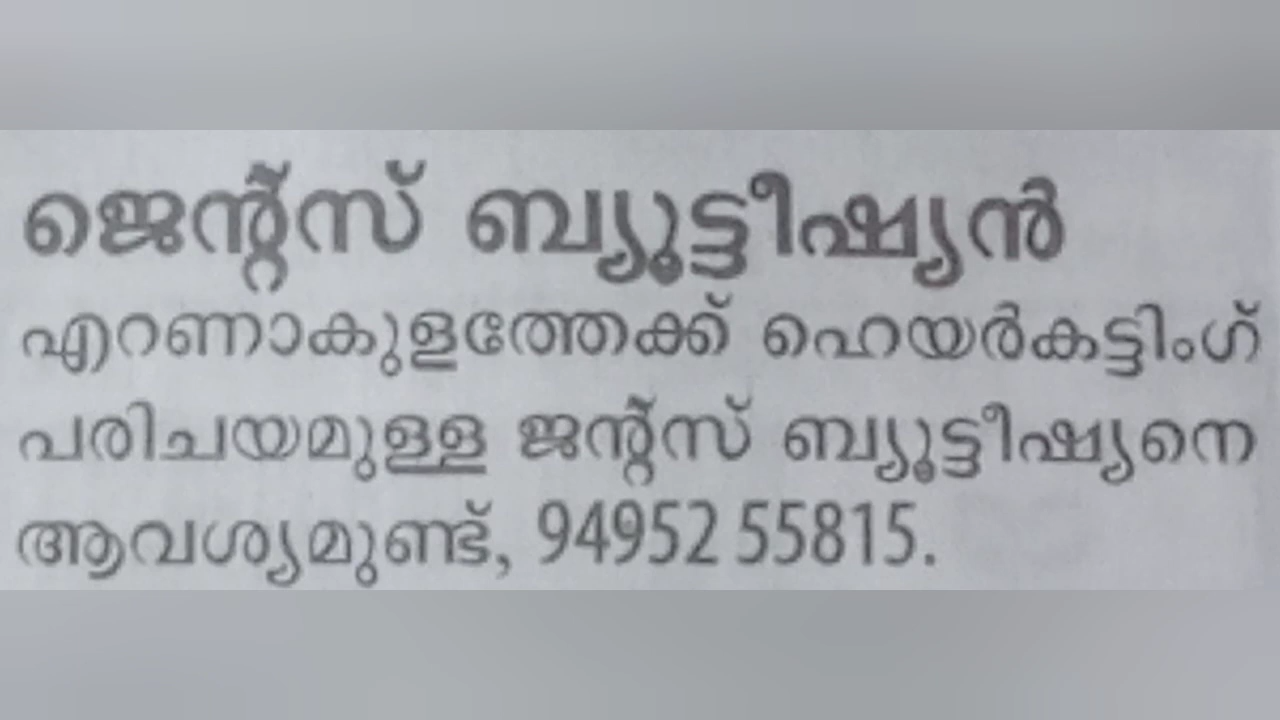 ജെന്റ്സ് ബ്യൂട്ടീഷ്യൻ
എറണാകുളത്തേക്ക് ഹെയർകട്ടിംഗ്
പരിചയമുള്ള ജന്റ്സ് ബ്യൂട്ടീഷ്യനെ
ആവശ്യമുണ്ട്, 94952 55815.